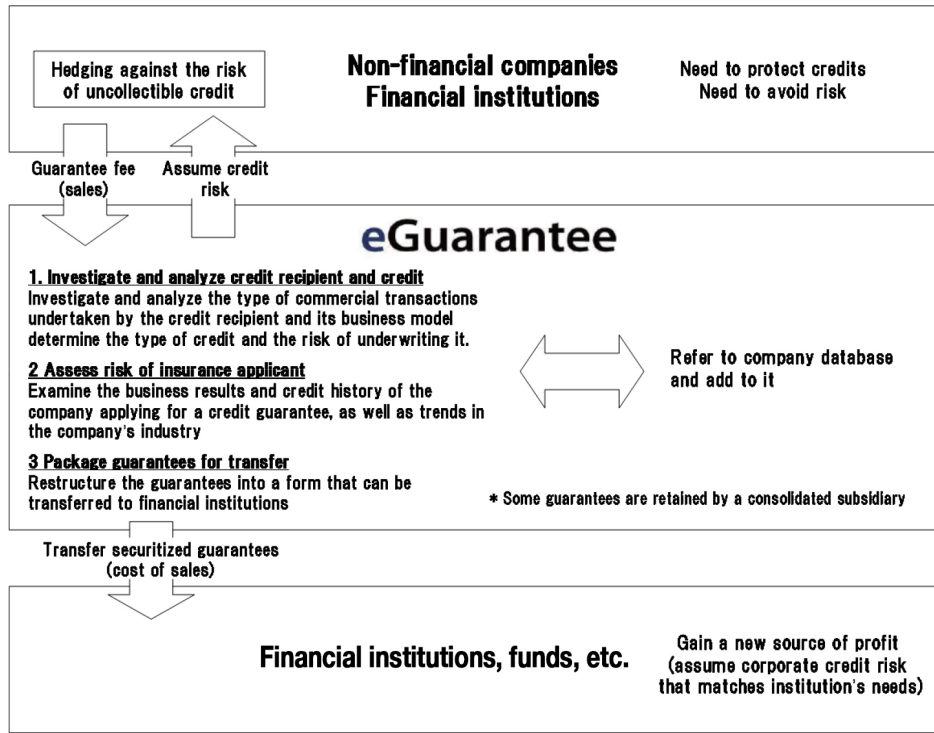 Hedging against the risk
of uncollectible credit
Non-financial companies
Financial institutions
Need to protect credits
Need to avoid risk
Guarantee fee
(sales)
Assume credit
risk
eGuarantee
1. Investigate and analyze credit recipient and credit
Investigate and analyze the type of commercial transactions
undertaken by the credit recipient and its business model
determine the type of credit and the risk of underwriting it.
2 Assess risk of insurance applicant
Examine the business results and credit history of the
company applying for a credit guarantee, as well as trends in
the company's industry
3 Package guarantees for transfer
Restructure the guarantees into a form that can be
transferred to financial institutions
Refer to company database
and add to it
* Some guarantees are retained by a consolidated subsidiary
Transfer securitized guarantees
(cost of sales)
Financial institutions, funds, etc.
Gain a new source of profit
(assume corporate credit risk
that matches institution's needs)